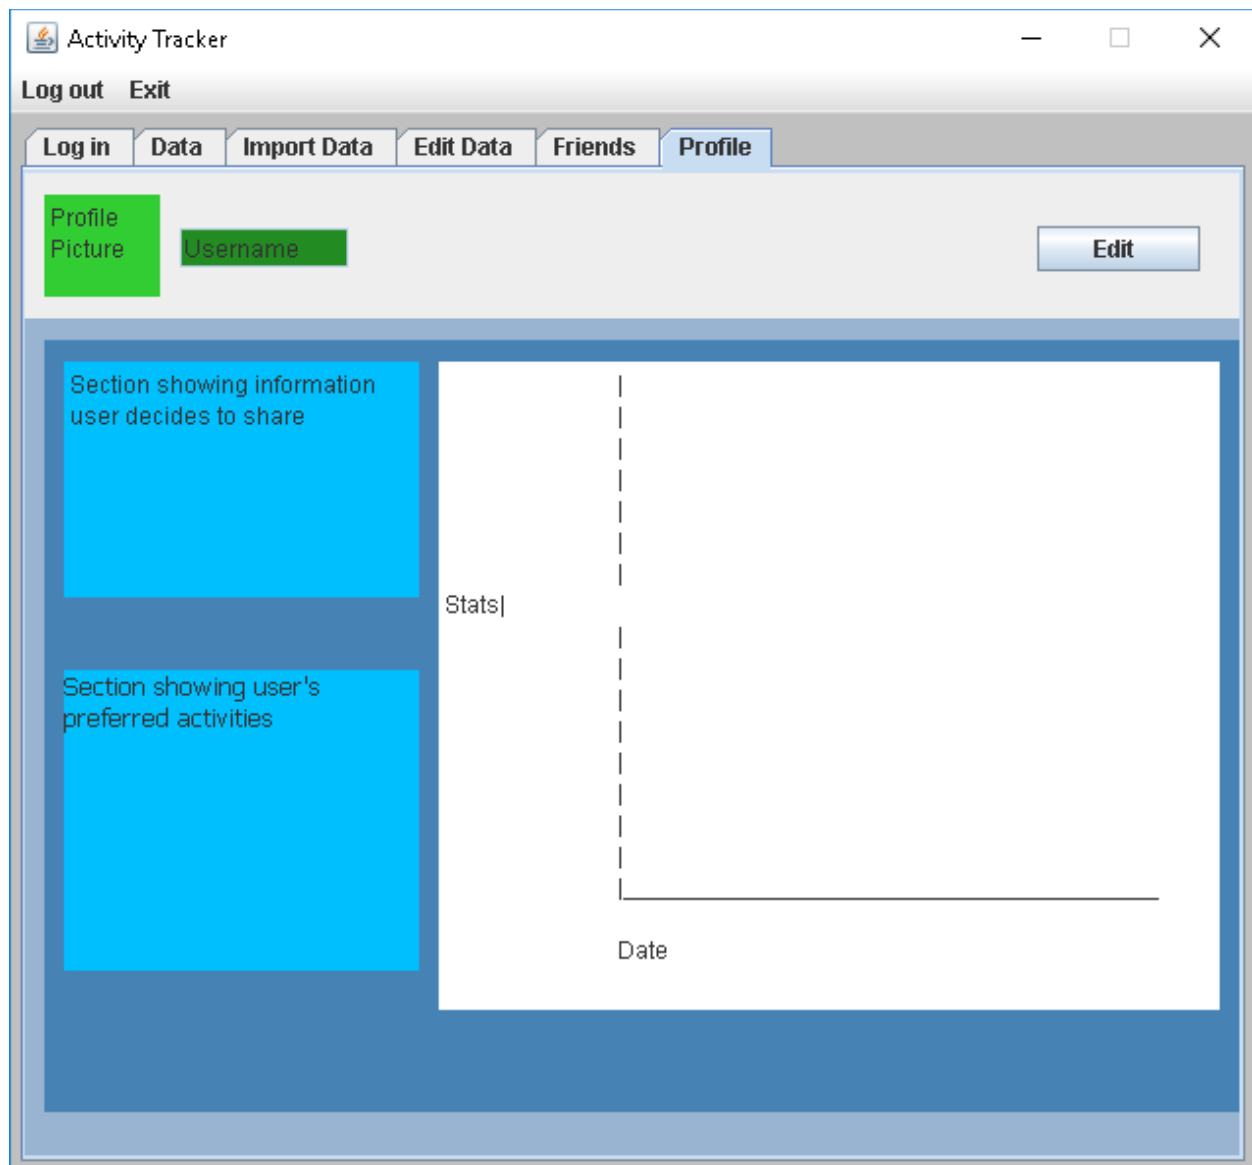 Activity Tracker
Log out Exit
Log in Data Import Data Edit Data Friends Profile
Profile
Picture
Username
Edit
Section showing information
user decides to share
Section showing user's
preferred activities
|
|
|
|
|
|
|
Stats|
|
|
|
|
|
|
|
|
|_______________________________________
Date